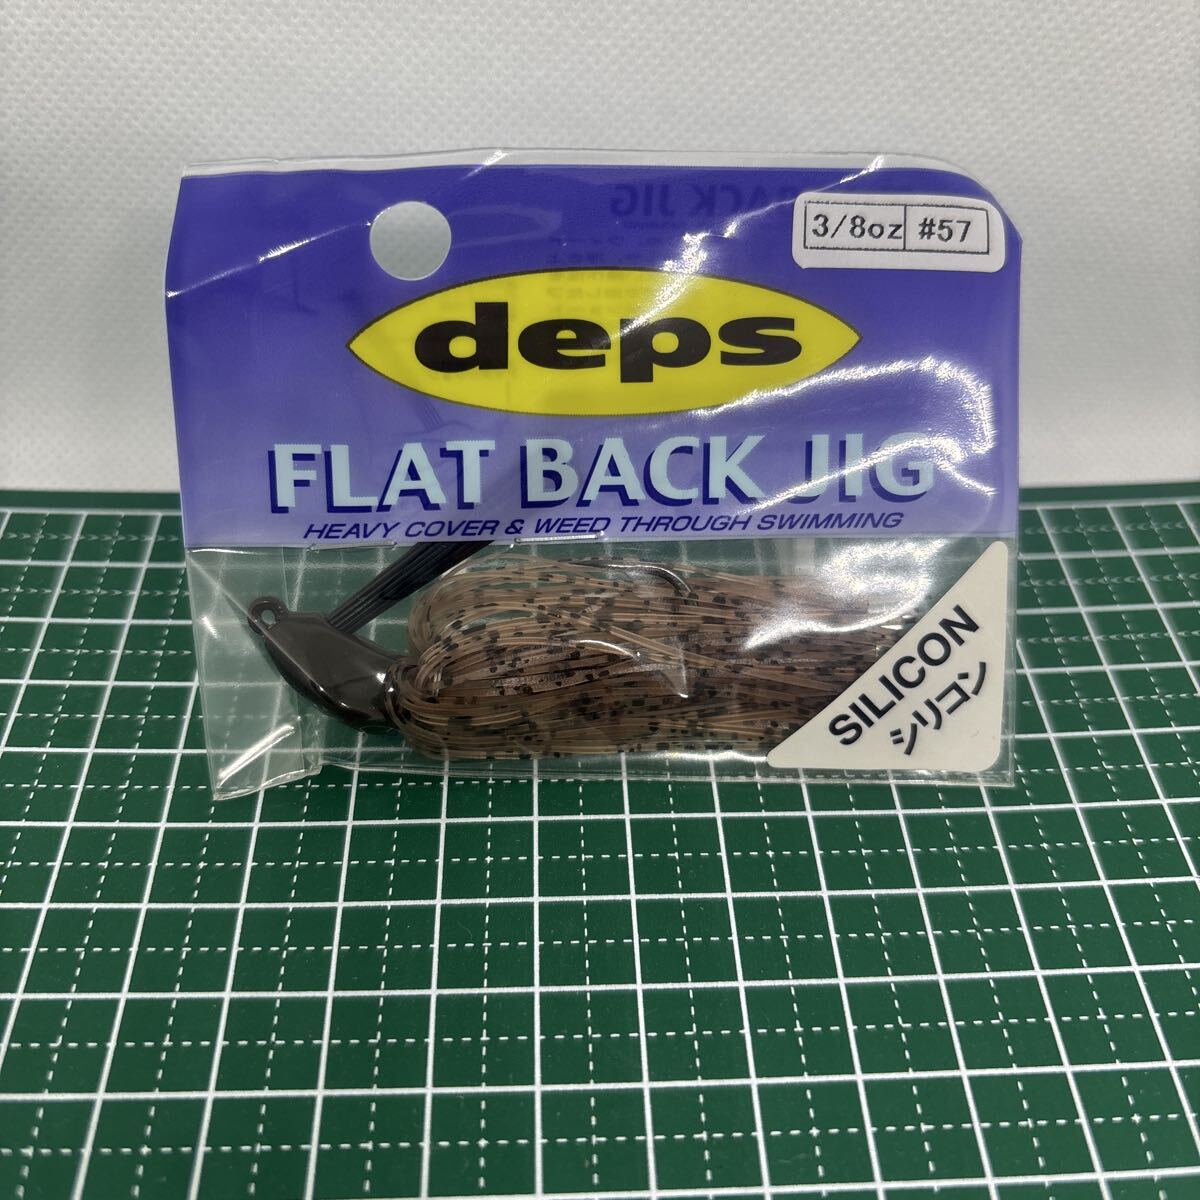 3/8oz #57
deps
FLAT BACK JIG
HEAVY COVER & WEED THROUGH SWIMMING
SILICON
シリコン